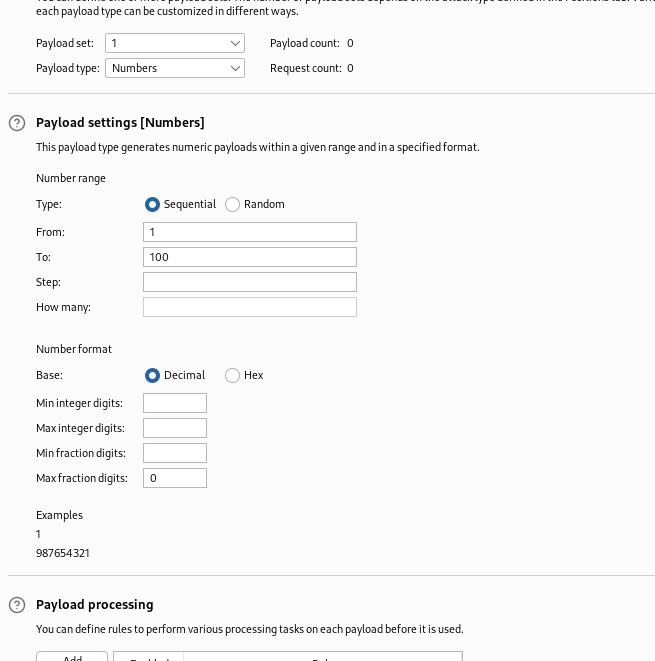 each payload type can be customized in different ways.
Payload set: 1 Payload count: 0
Payload type: Numbers Request count: 0
? Payload settings [Numbers]
This payload type generates numeric payloads within a given range and in a specified format.
Number range
Type: Sequential Random
From: 1
To: 100
Step:
How many:
Number format
Base: Decimal Hex
Min integer digits:
Max integer digits:
Min fraction digits:
Max fraction digits: 0
Examples
1
987654321
? Payload processing
You can define rules to perform various processing tasks on each payload before it is used.
Add